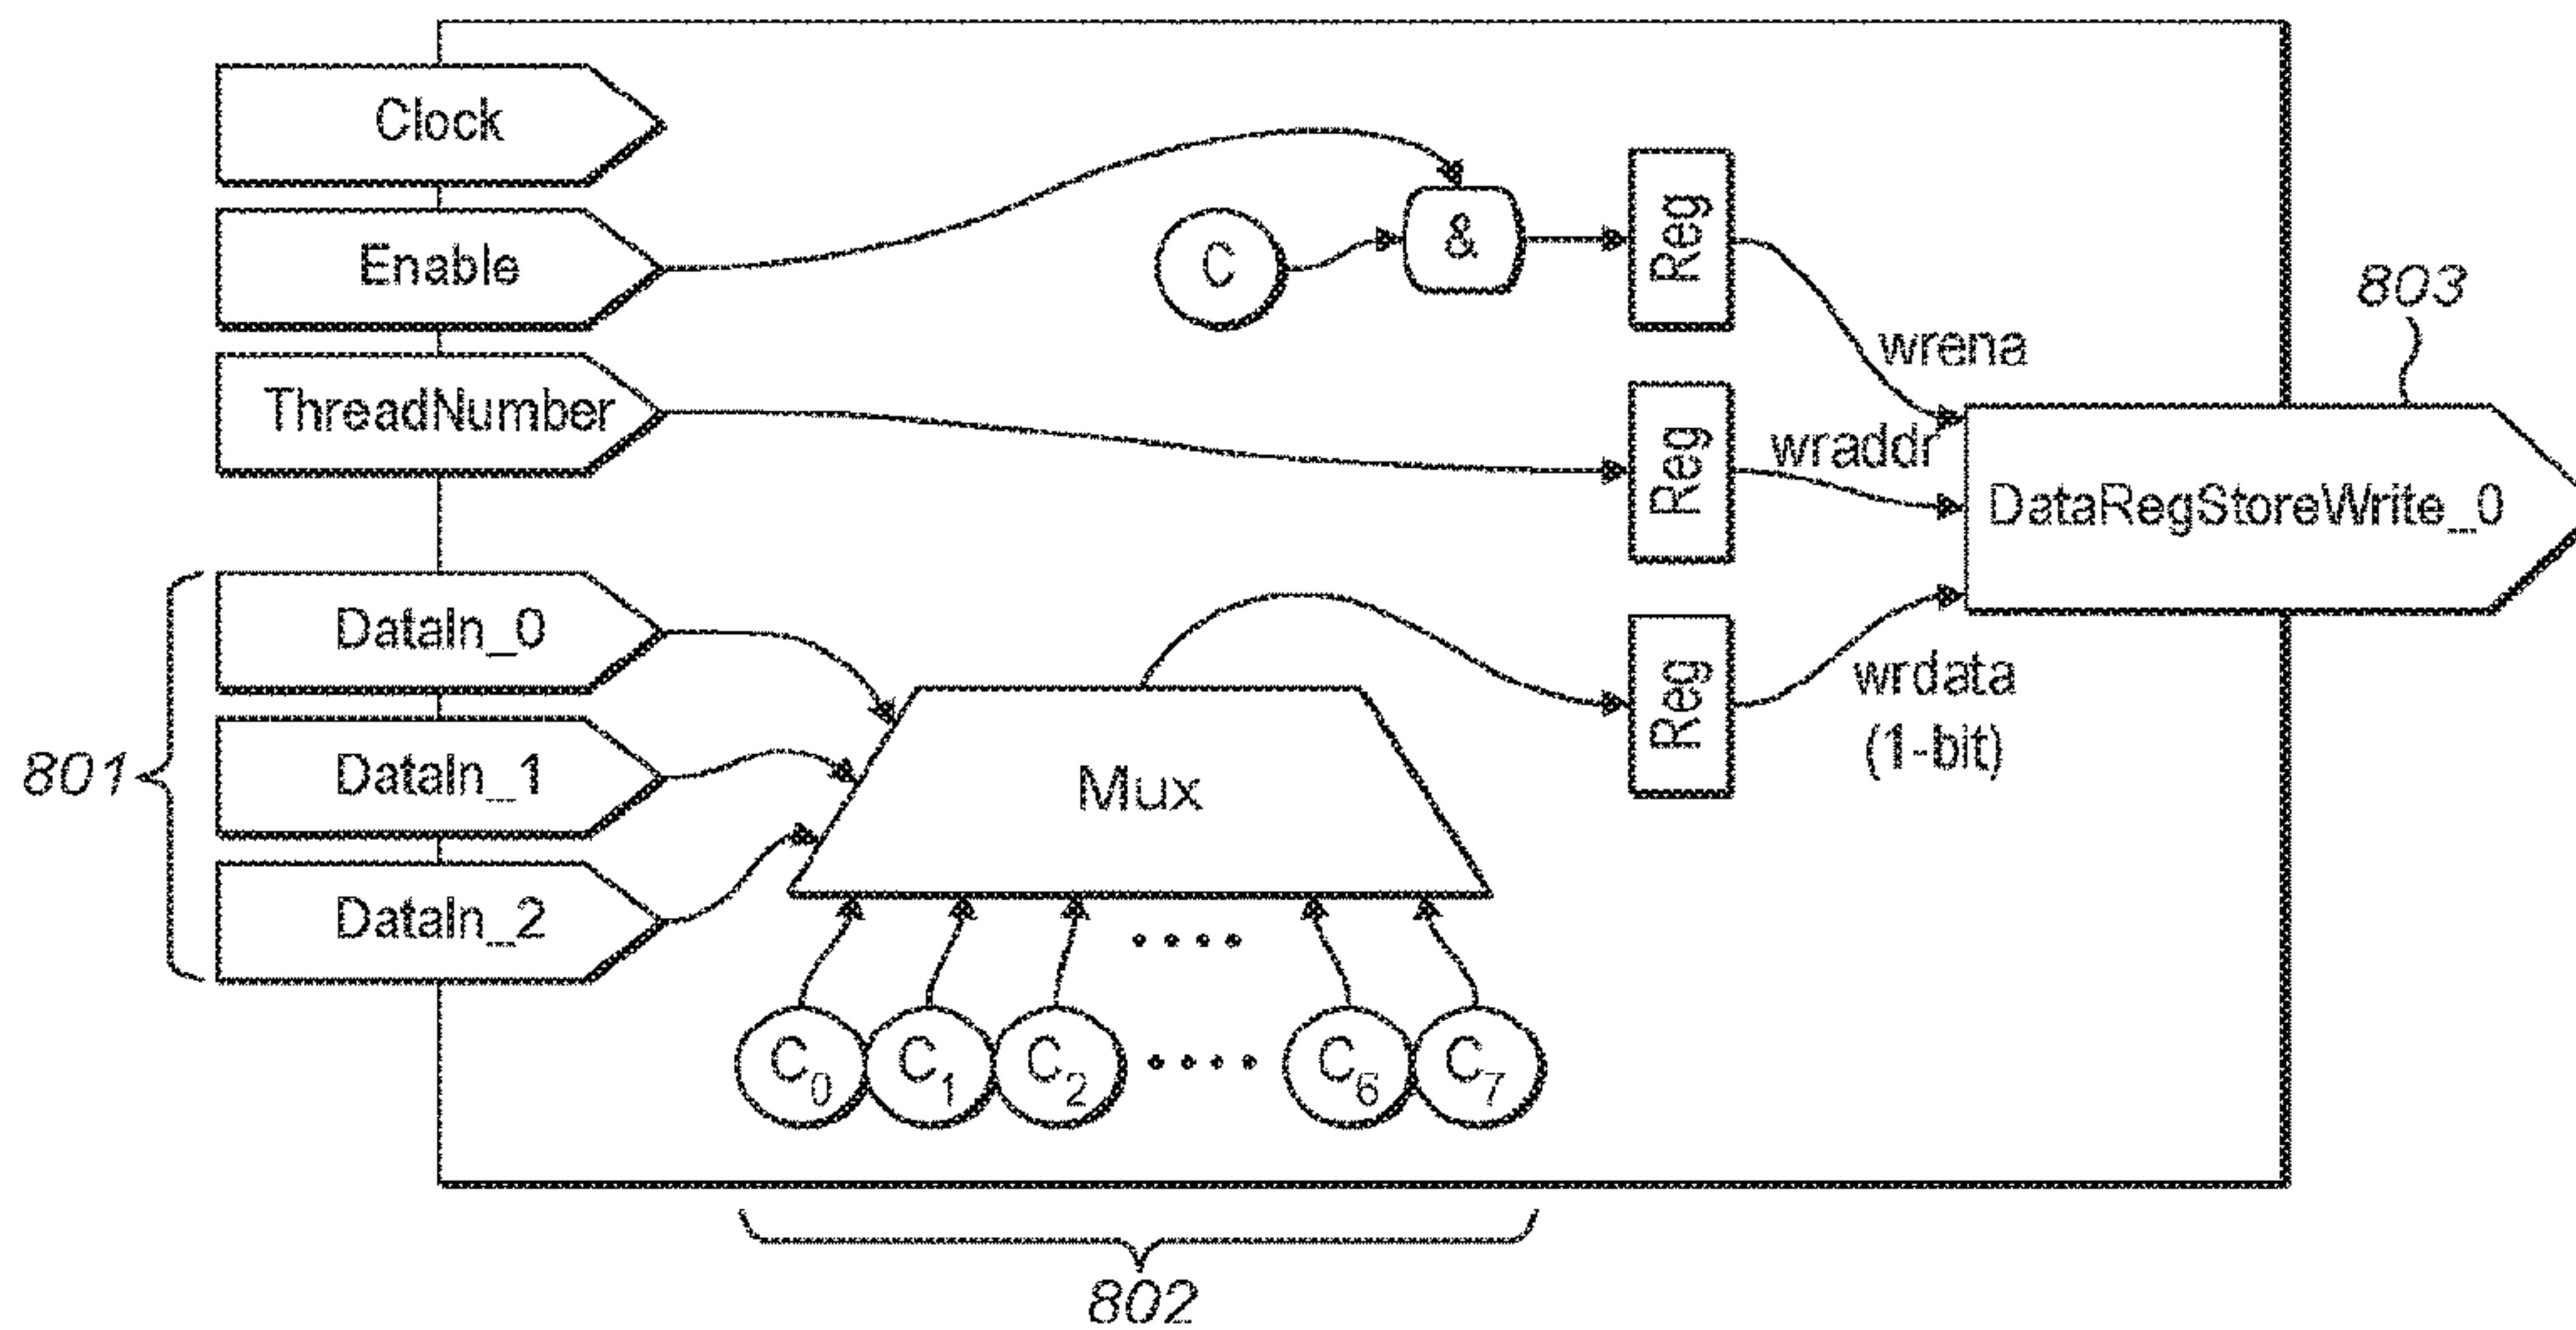 Clock
Enable
C
&
Reg
803
wrena
ThreadNumber
Reg
wraddr
DataRegStoreWrite_0
801
DataIn_0
DataIn_1
DataIn_2
Mux
Reg
wrdata
(1-bit)
....
C0 C1 C2 .... C6 C7
802